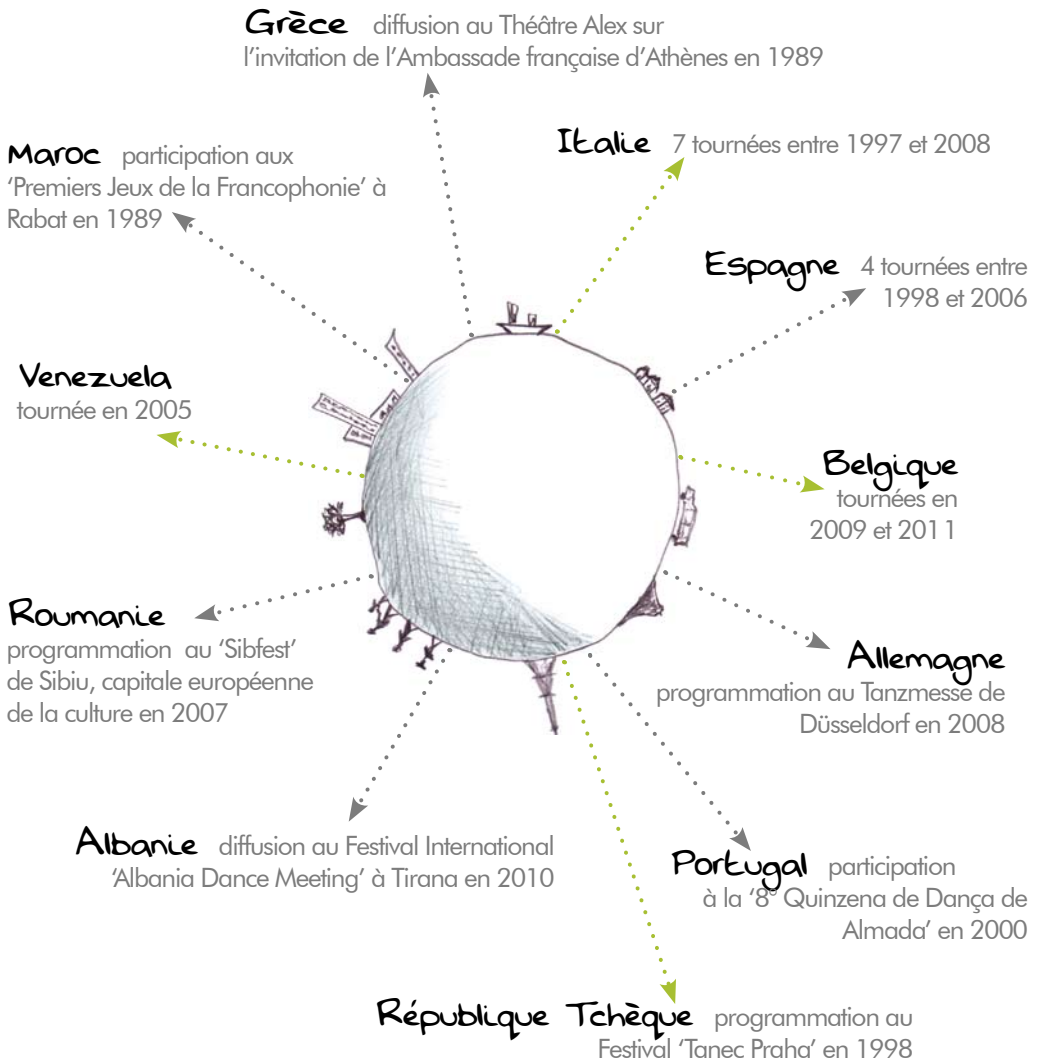 Grèce diffusion au Théâtre Alex sur
l'invitation de l'Ambassade française d'Athènes en 1989
Italie 7 tournées entre 1997 et 2008
Maroc participation aux
'Premiers Jeux de la Francophonie' à
Rabat en 1989
Espagne 4 tournées entre
1998 et 2006
Venezuela
tournée en 2005
Belgique
tournées en
2009 et 2011
Roumanie
programmation au 'Sibfest'
de Sibiu, capitale européenne
de la culture en 2007
Allemagne
programmation au Tanzmesse de
Düsseldorf en 2008
Albanie diffusion au Festival International
'Albania Dance Meeting' à Tirana en 2010
Portugal participation
à la '8° Quinzena de Dança de
Almada' en 2000
République Tchèque programmation au
Festival 'Tanec Praha' en 1998